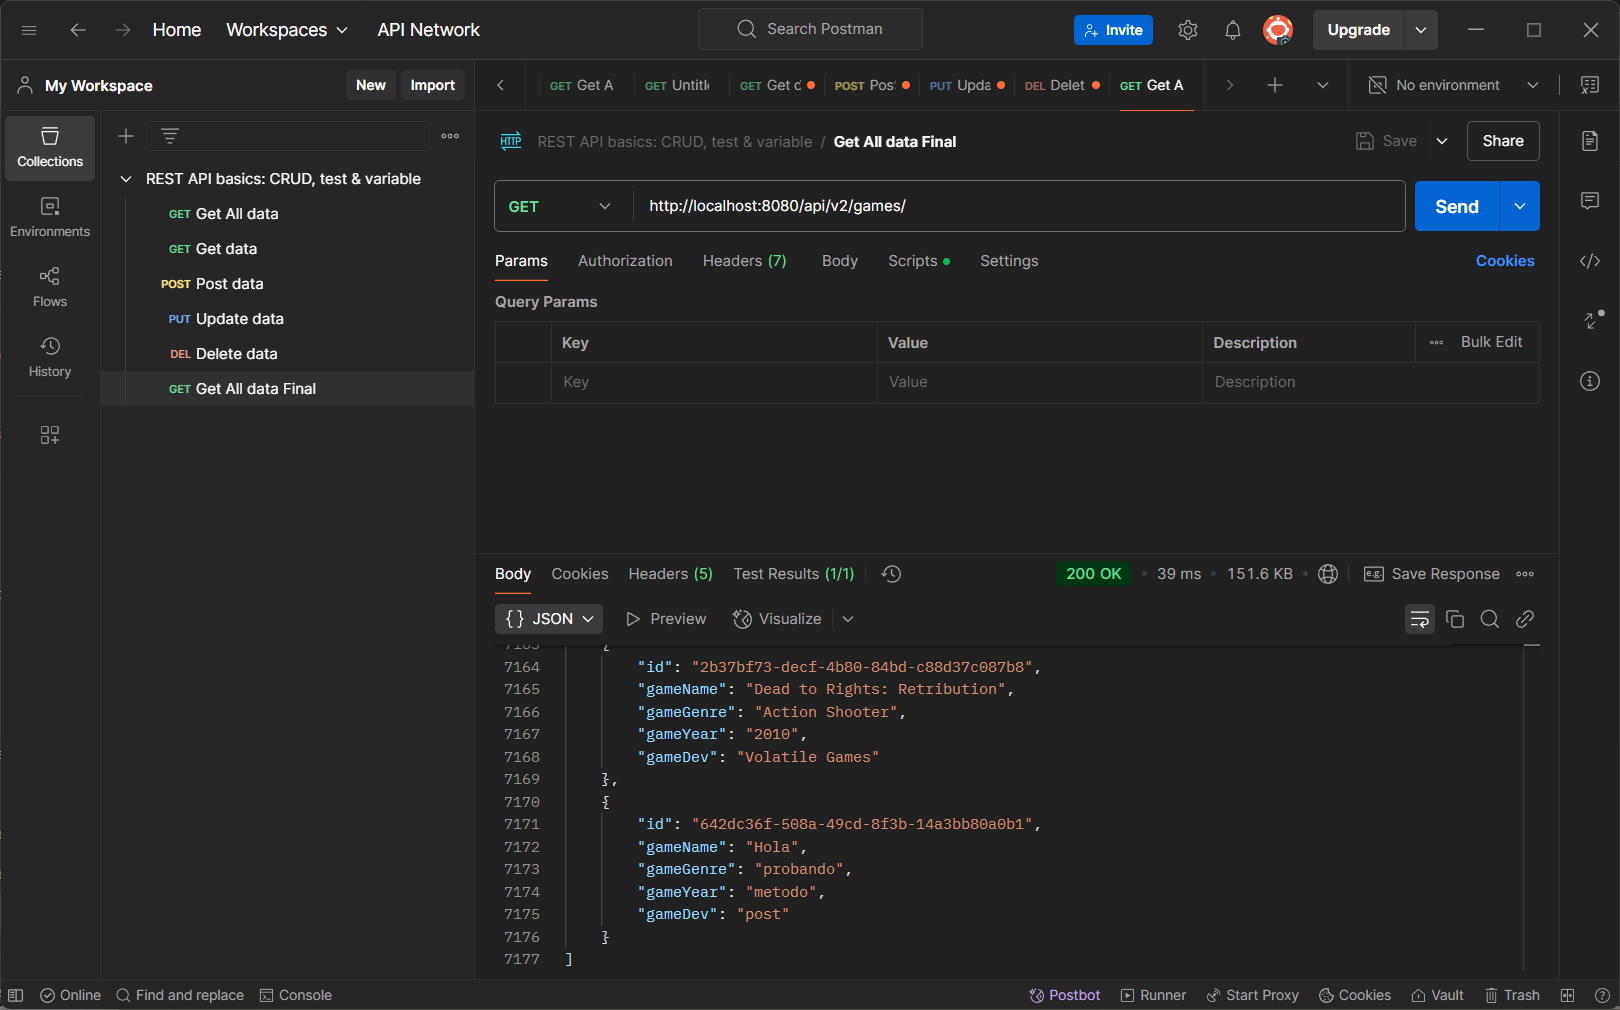 Home Workspaces API Network Search Postman Invite Upgrade
My Workspace New Import GET Get A GET Untitl GET Get d POST Pos PUT Upda DEL Delet GET Get A No environment
Collections
Environments
Flows
History
REST API basics: CRUD, test & variable
GET Get All data
GET Get data
POST Post data
PUT Update data
DEL Delete data
GET Get All data Final
HTTP REST API basics: CRUD, test & variable / Get All data Final Save Share
GET http://localhost:8080/api/v2/games/ Send
Params Authorization Headers (7) Body Scripts Settings Cookies
Query Params
Key Value Description Bulk Edit
Key Value Description
Body Cookies Headers (5) Test Results (1/1) 200 OK • 39 ms • 151.6 KB • e.g. Save Response
{} JSON Preview Visualize
7163 {
7164 "id": "2b37bf73-decf-4b80-84bd-c88d37c087b8",
7165 "gameName": "Dead to Rights: Retribution",
7166 "gameGenre": "Action Shooter",
7167 "gameYear": "2010",
7168 "gameDev": "Volatile Games"
7169 },
7170 {
7171 "id": "642dc36f-508a-49cd-8f3b-14a3bb80a0b1",
7172 "gameName": "Hola",
7173 "gameGenre": "probando",
7174 "gameYear": "metodo",
7175 "gameDev": "post"
7176 }
7177 ]
Online Find and replace Console Postbot Runner Start Proxy Cookies Vault Trash